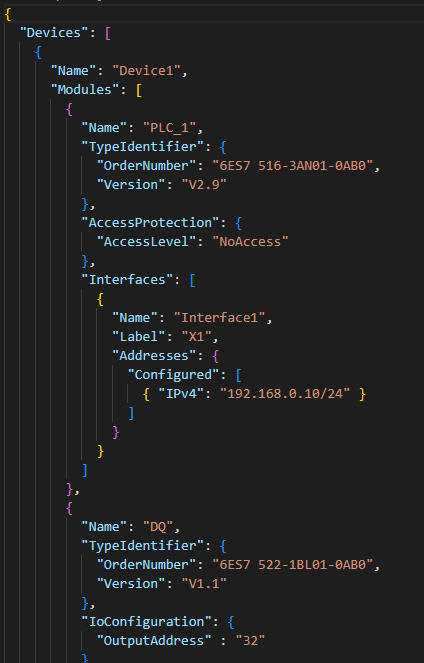 {
"Devices": [
{
"Name": "Device1",
"Modules": [
{
"Name": "PLC_1",
"TypeIdentifier": {
"OrderNumber": "6ES7 516-3AN01-0AB0",
"Version": "V2.9"
},
"AccessProtection": {
"AccessLevel": "NoAccess"
},
"Interfaces": [
{
"Name": "Interface1",
"Label": "X1",
"Addresses": {
"Configured": [
{ "IPv4": "192.168.0.10/24" }
]
}
}
]
},
{
"Name": "DQ",
"TypeIdentifier": {
"OrderNumber": "6ES7 522-1BL01-0AB0",
"Version": "V1.1"
},
"IoConfiguration": {
"OutputAddress" : "32"
}